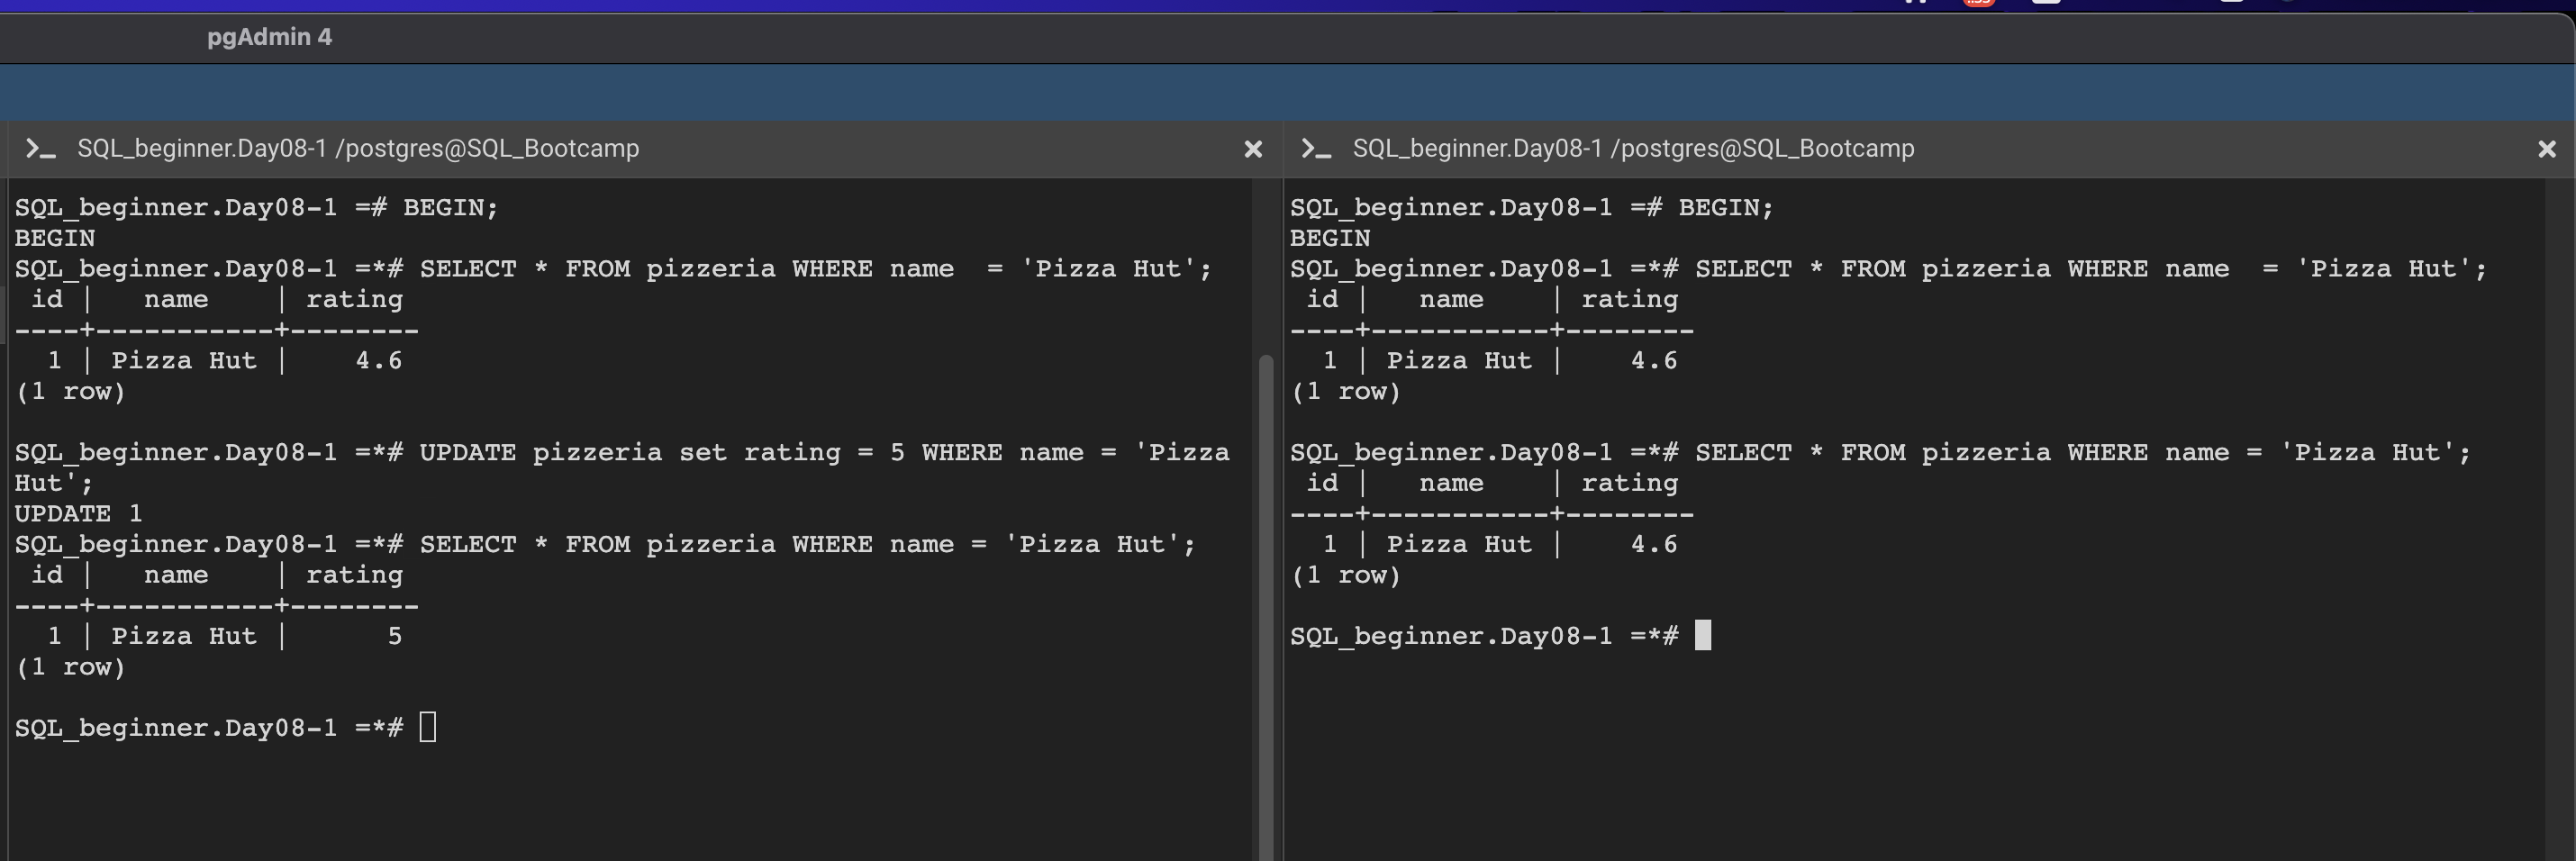 pgAdmin 4
SQL_beginner.Day08-1 /postgres@SQL_Bootcamp
SQL_beginner.Day08-1 =# BEGIN;
BEGIN
SQL_beginner.Day08-1 =*# SELECT * FROM pizzeria WHERE name  = 'Pizza Hut';
 id |   name    | rating
----+-----------+--------
  1 | Pizza Hut |    4.6
(1 row)
SQL_beginner.Day08-1 =*# UPDATE pizzeria set rating = 5 WHERE name = 'Pizza
Hut';
UPDATE 1
SQL_beginner.Day08-1 =*# SELECT * FROM pizzeria WHERE name = 'Pizza Hut';
 id |   name    | rating
----+-----------+--------
  1 | Pizza Hut |      5
(1 row)
SQL_beginner.Day08-1 =*#
SQL_beginner.Day08-1 /postgres@SQL_Bootcamp
SQL_beginner.Day08-1 =# BEGIN;
BEGIN
SQL_beginner.Day08-1 =*# SELECT * FROM pizzeria WHERE name  = 'Pizza Hut';
 id |   name    | rating
----+-----------+--------
  1 | Pizza Hut |    4.6
(1 row)
SQL_beginner.Day08-1 =*# SELECT * FROM pizzeria WHERE name = 'Pizza Hut';
 id |   name    | rating
----+-----------+--------
  1 | Pizza Hut |    4.6
(1 row)
SQL_beginner.Day08-1 =*#